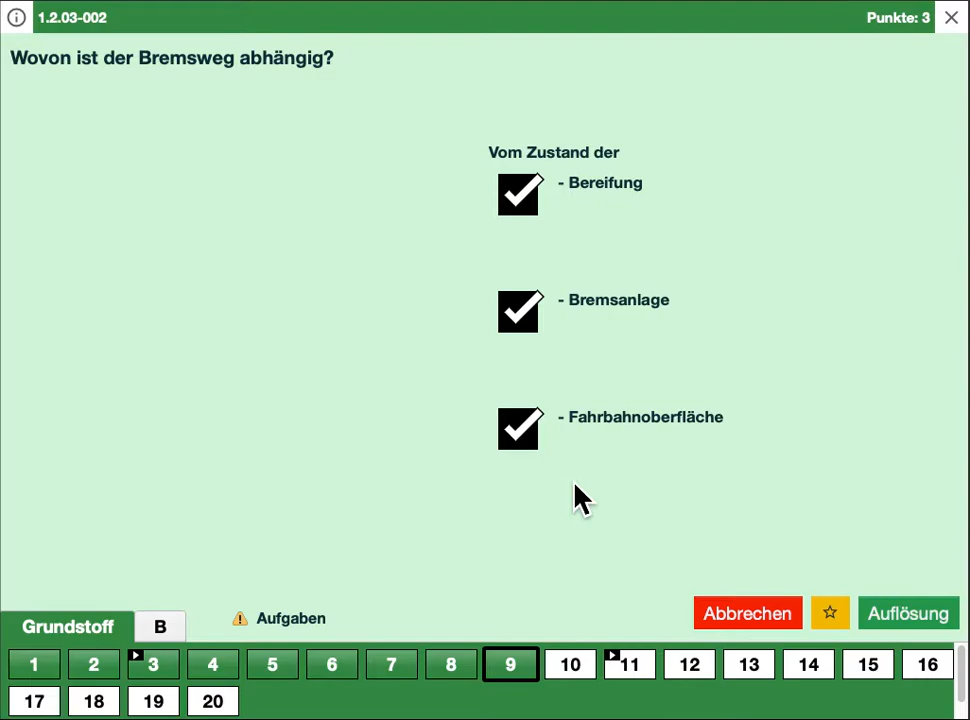 1.2.03-002
Punkte: 3
Wovon ist der Bremsweg abhängig?
Vom Zustand der
- Bereifung
- Bremsanlage
- Fahrbahnoberfläche
Grundstoff
B
Aufgaben
Abbrechen
Auflösung
1 2 3 4 5 6 7 8 9 10 11 12 13 14 15 16
17 18 19 20